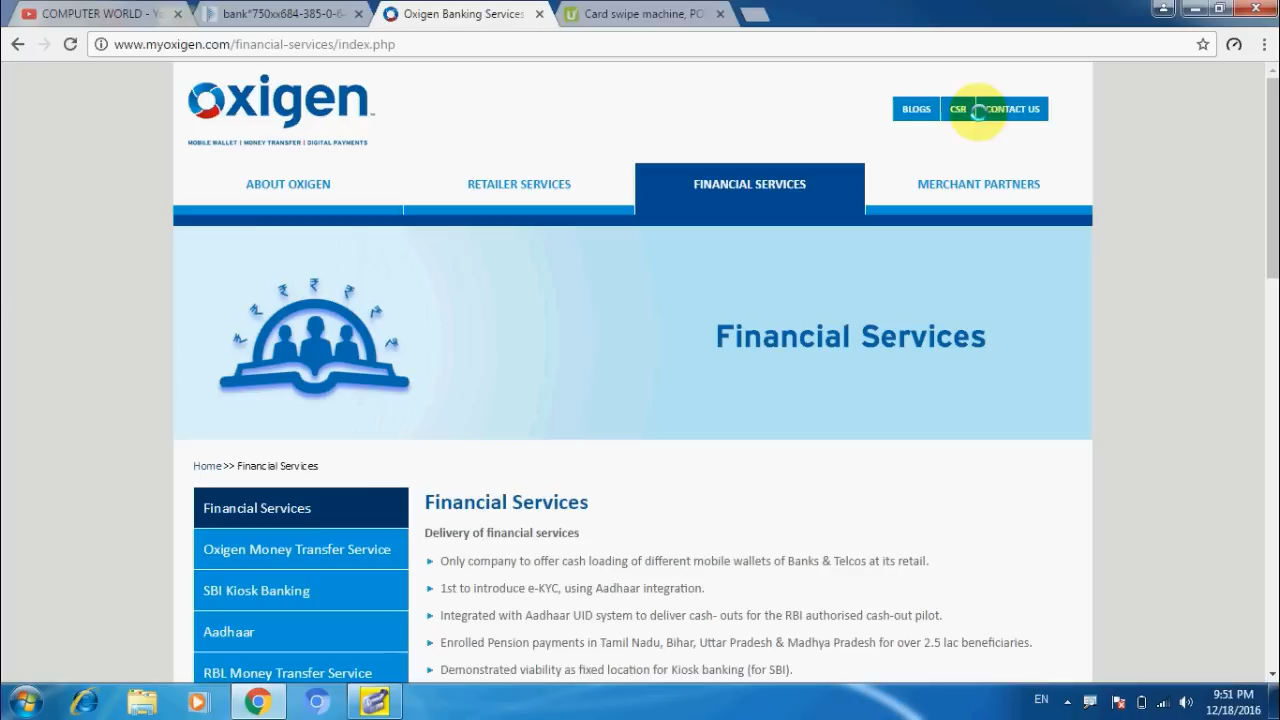 COMPUTER WORLD - Y
bank*750xx684-385-0-6
Oxigen Banking Services
Card swipe machine, PO
www.myoxigen.com/financial-services/index.php
oxigen
MOBILE WALLET | MONEY TRANSFER | DIGITAL PAYMENTS
BLOGS CSR CONTACT US
ABOUT OXIGEN RETAILER SERVICES FINANCIAL SERVICES MERCHANT PARTNERS
Financial Services
Home >> Financial Services
Financial Services
Oxigen Money Transfer Service
SBI Kiosk Banking
Aadhaar
RBL Money Transfer Service
Financial Services
Delivery of financial services
Only company to offer cash loading of different mobile wallets of Banks & Telcos at its retail.
1st to introduce e-KYC, using Aadhaar integration.
Integrated with Aadhaar UID system to deliver cash- outs for the RBI authorised cash-out pilot.
Enrolled Pension payments in Tamil Nadu, Bihar, Uttar Pradesh & Madhya Pradesh for over 2.5 lac beneficiaries.
Demonstrated viability as fixed location for Kiosk banking (for SBI).
EN
9:51 PM
12/18/2016